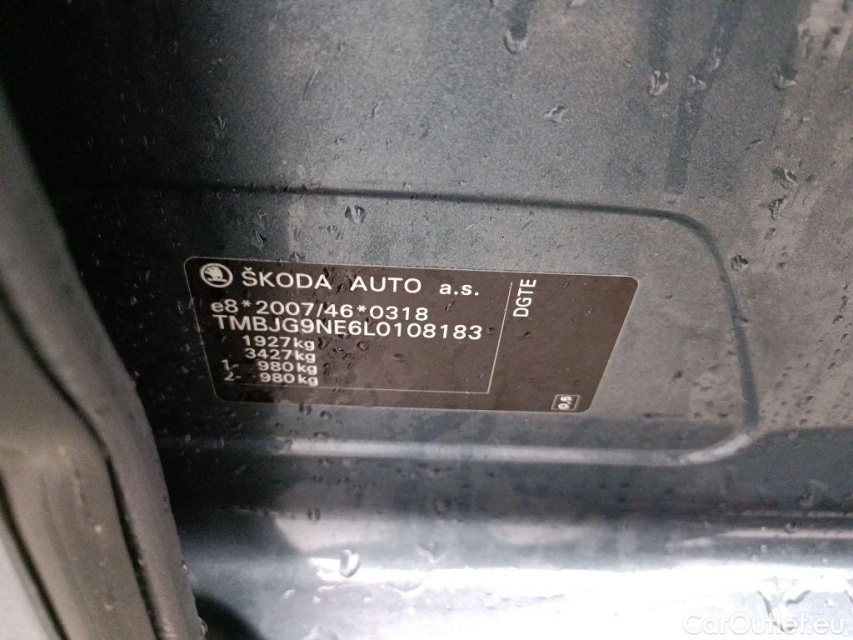 ŠKODA AUTO a.s.
e8*2007/46*0318
TMBJG9NE6L0108183
1927kg
3427kg
1- 980kg
2- 980kg
DGTE
0,5
CarOutlet.eu